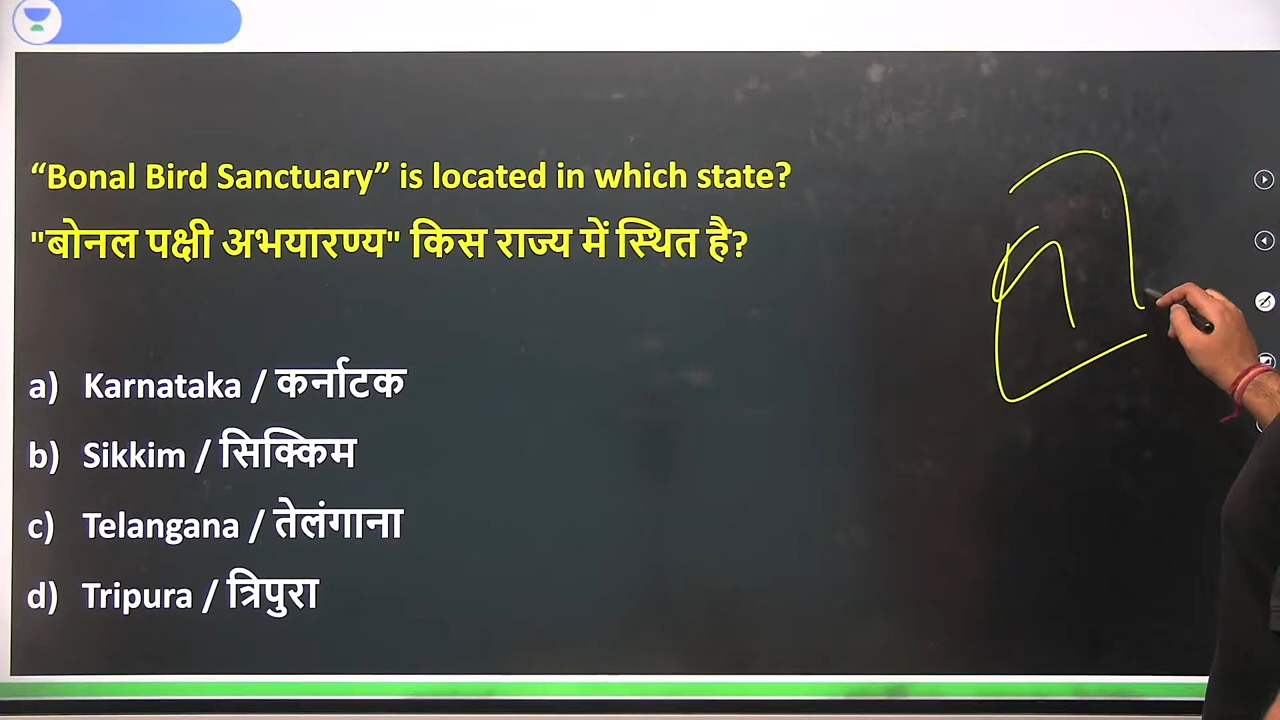 “Bonal Bird Sanctuary” is located in which state?
"बोनल पक्षी अभयारण्य" किस राज्य में स्थित है?
a) Karnataka / कर्नाटक
b) Sikkim / सिक्किम
c) Telangana / तेलंगाना
d) Tripura / त्रिपुरा